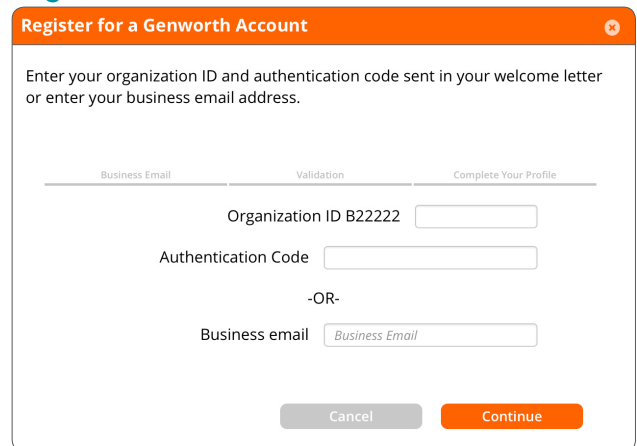 Register for a Genworth Account
Enter your organization ID and authentication code sent in your welcome letter
or enter your business email address.
Business Email Validation Complete Your Profile
Organization ID B22222
Authentication Code
-OR-
Business email Business Email
Cancel Continue